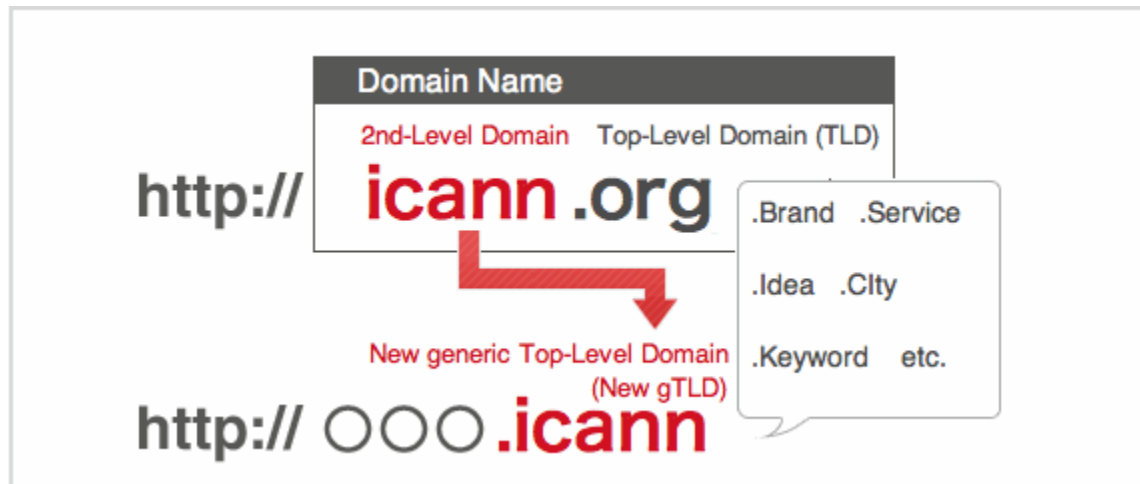 Domain Name
2nd-Level Domain Top-Level Domain (TLD)
http:// icann .org
.Brand .Service
.Idea .CIty
.Keyword etc.
New generic Top-Level Domain
(New gTLD)
http:// ○○○ .icann